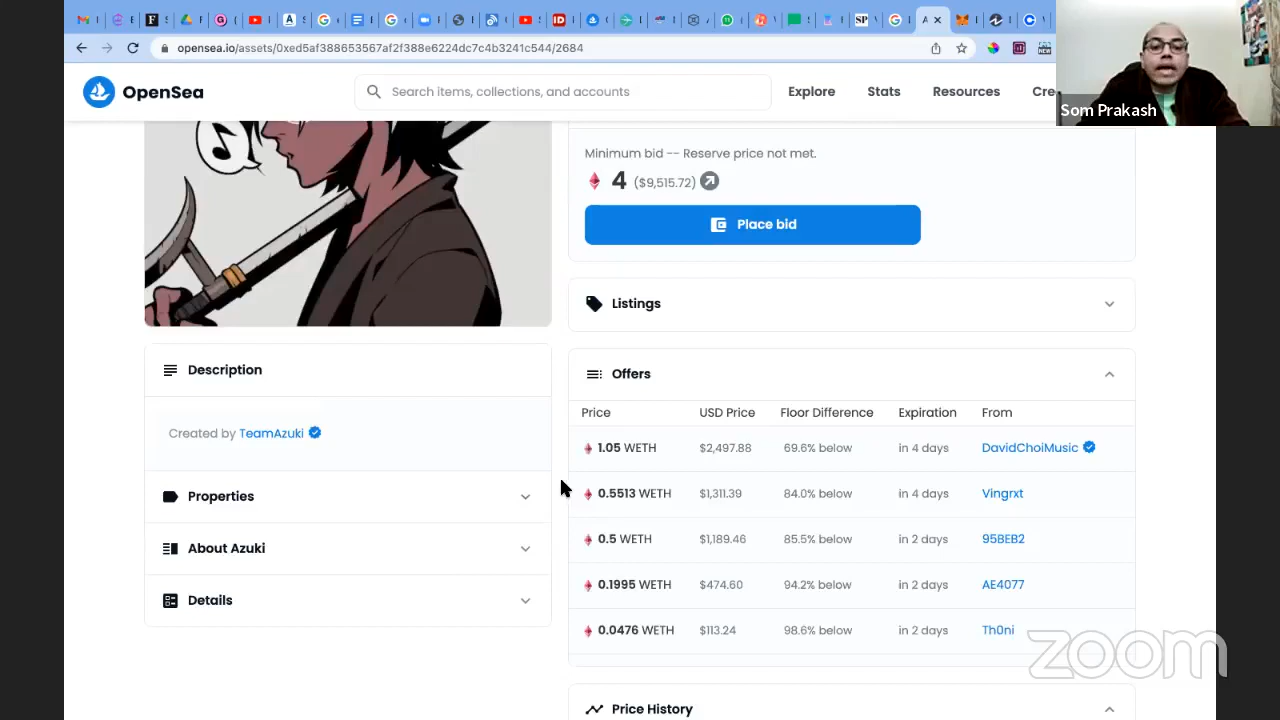 opensea.io/assets/0xed5af388653567af2f388e6224dc7c4b3241c544/2684
Som Prakash
OpenSea
Search items, collections, and accounts
Explore
Stats
Resources
Cre
Minimum bid -- Reserve price not met.
4 ($9,515.72)
Place bid
Listings
Description
Created by TeamAzuki
Properties
About Azuki
Details
Offers
Price USD Price Floor Difference Expiration From
1.05 WETH $2,497.88 69.6% below in 4 days DavidChoiMusic
0.5513 WETH $1,311.39 84.0% below in 4 days Vingrxt
0.5 WETH $1,189.46 85.5% below in 2 days 95BEB2
0.1995 WETH $474.60 94.2% below in 2 days AE4077
0.0476 WETH $113.24 98.6% below in 2 days Th0ni
Price History
zoom